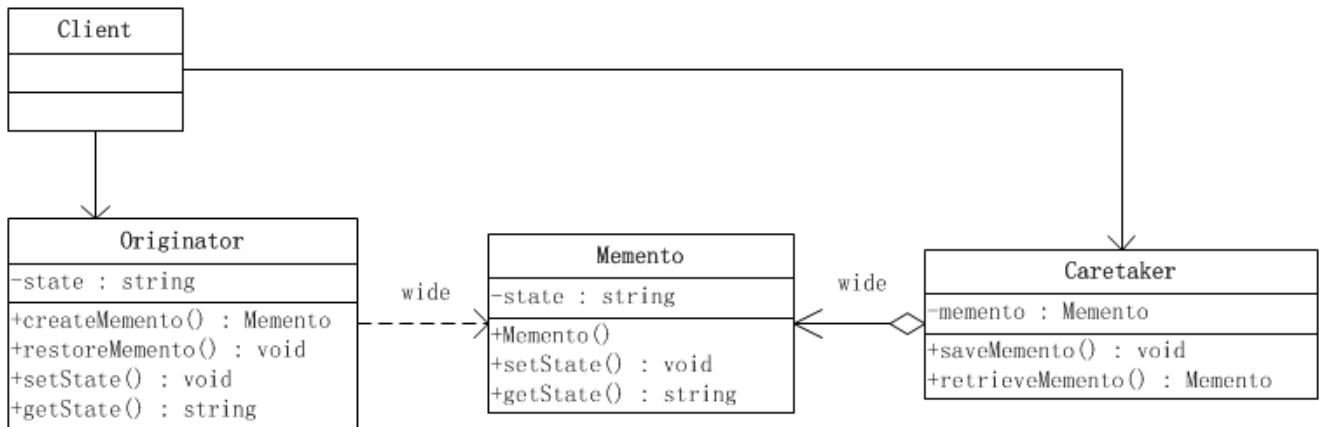 Client
Originator
-state : string
+createMemento() : Memento
+restoreMemento() : void
+setState() : void
+getState() : string
wide
Memento
-state : string
+Memento()
+setState() : void
+getState() : string
wide
Caretaker
-memento : Memento
+saveMemento() : void
+retrieveMemento() : Memento